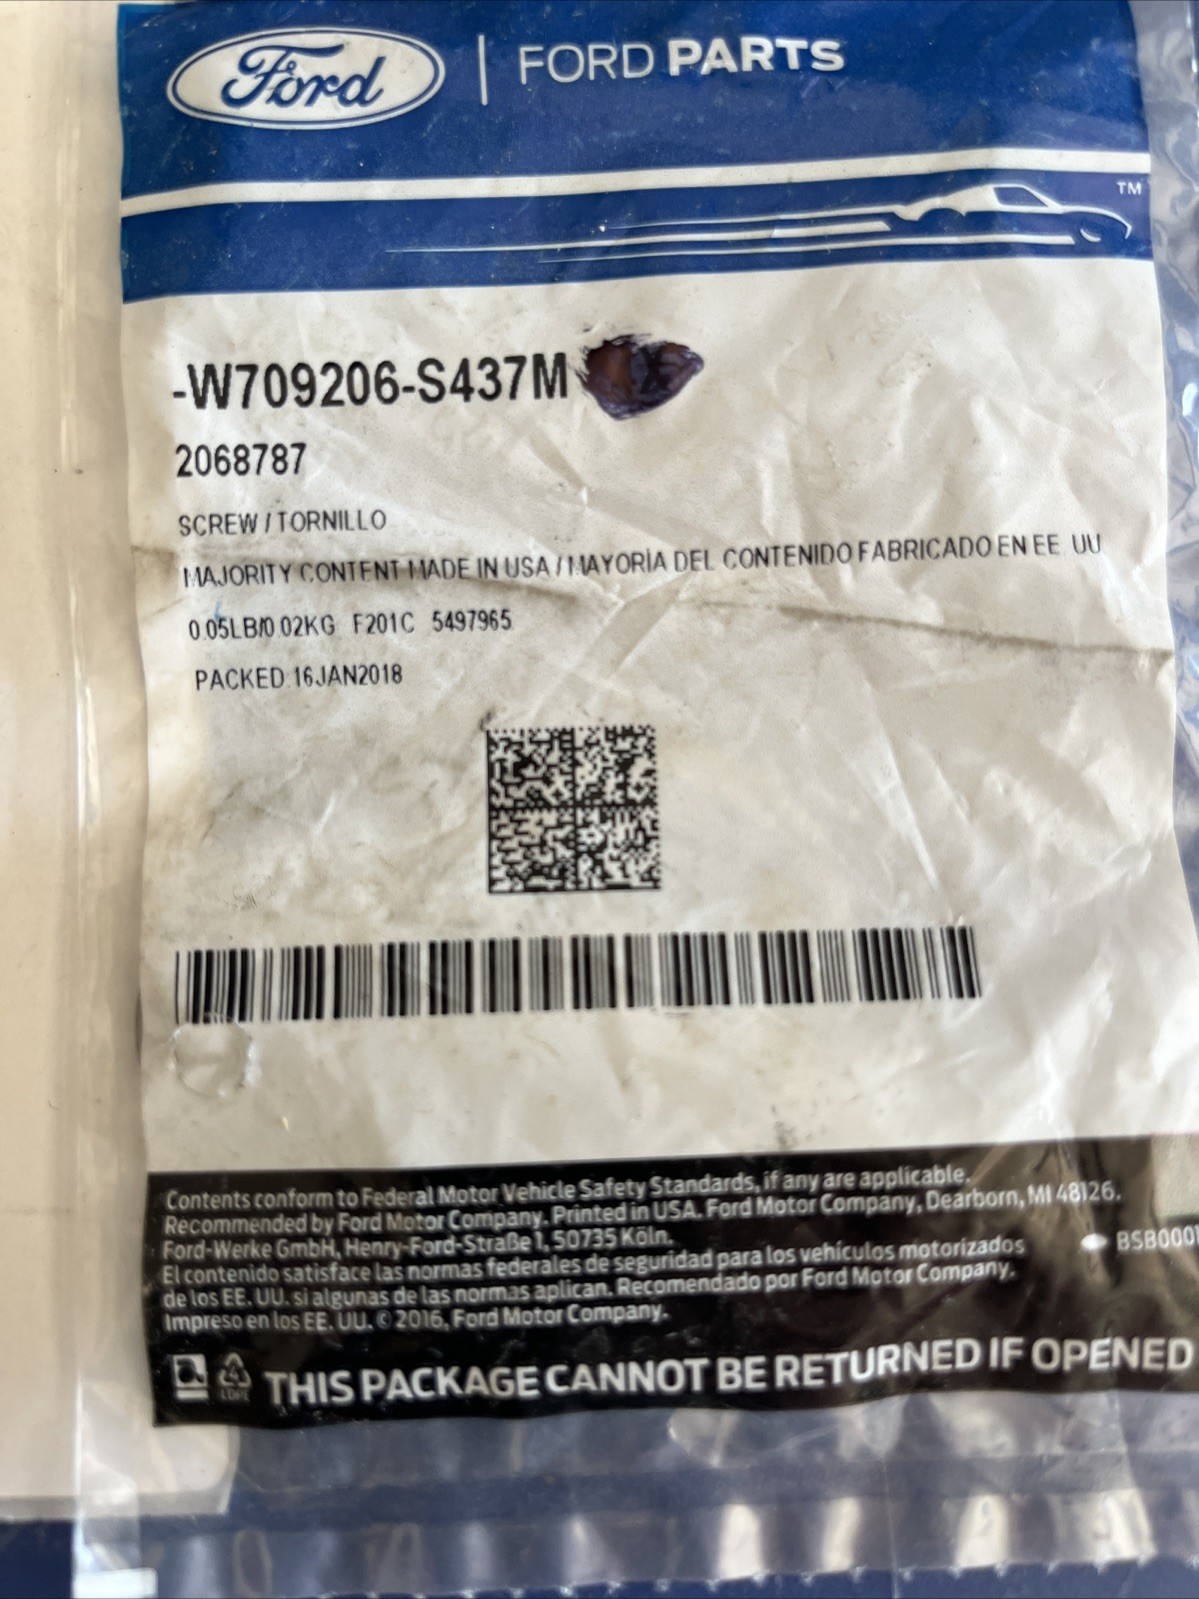 Ford | FORD PARTS
TM
-W709206-S437M
2068787
SCREW / TORNILLO
MAJORITY CONTENT MADE IN USA / MAYORÍA DEL CONTENIDO FABRICADO EN EE UU
0.05LB/0.02KG F201C 5497965
PACKED:16JAN2018
Contents conform to Federal Motor Vehicle Safety Standards, if any are applicable.
Recommended by Ford Motor Company. Printed in USA. Ford Motor Company, Dearborn, MI 48126.
Ford-Werke GmbH, Henry-Ford-Straße 1, 50735 Köln.
El contenido satisface las normas federales de seguridad para los vehículos motorizados
de los EE. UU. si algunas de las normas aplican. Recomendado por Ford Motor Company.
Impreso en los EE. UU. © 2016, Ford Motor Company.
BSB0001
LDPE
THIS PACKAGE CANNOT BE RETURNED IF OPENED